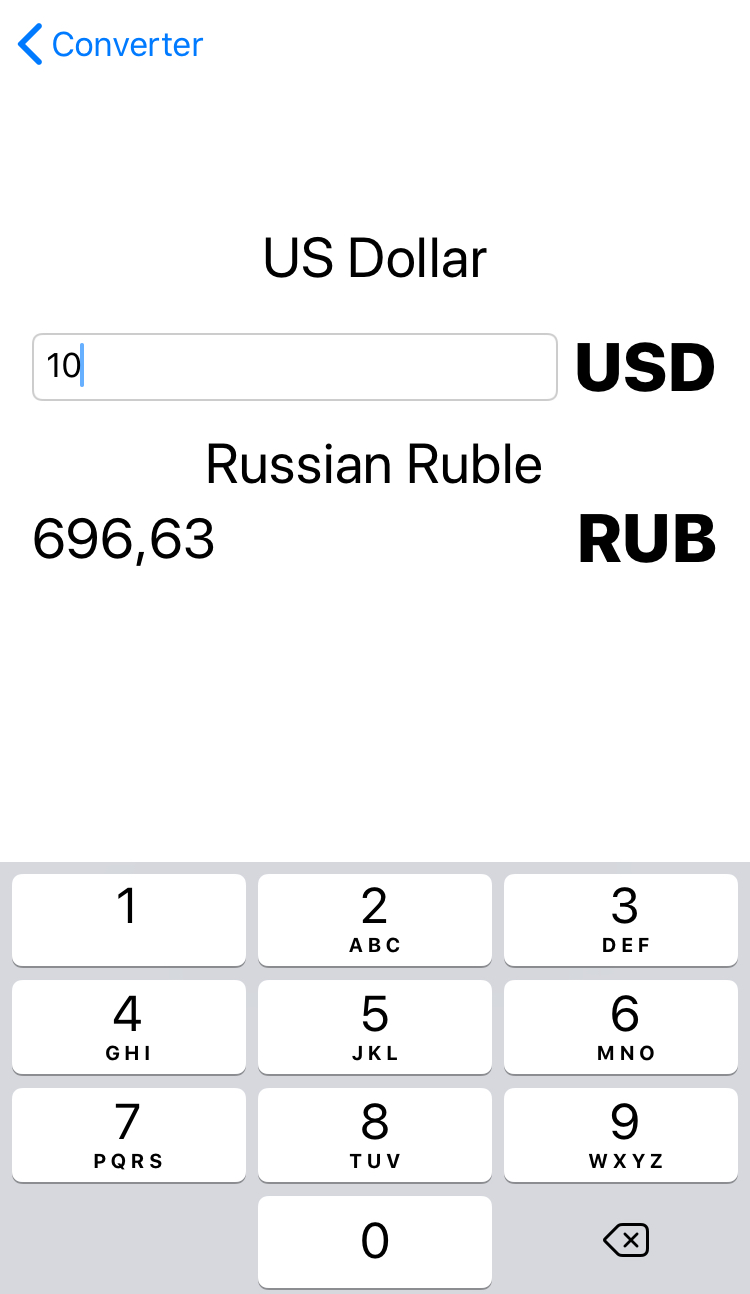 Converter
US Dollar
10 USD
Russian Ruble
696,63 RUB
1 2 3
ABC DEF
4 5 6
GHI JKL MNO
7 8 9
PQRS TUV WXYZ
0